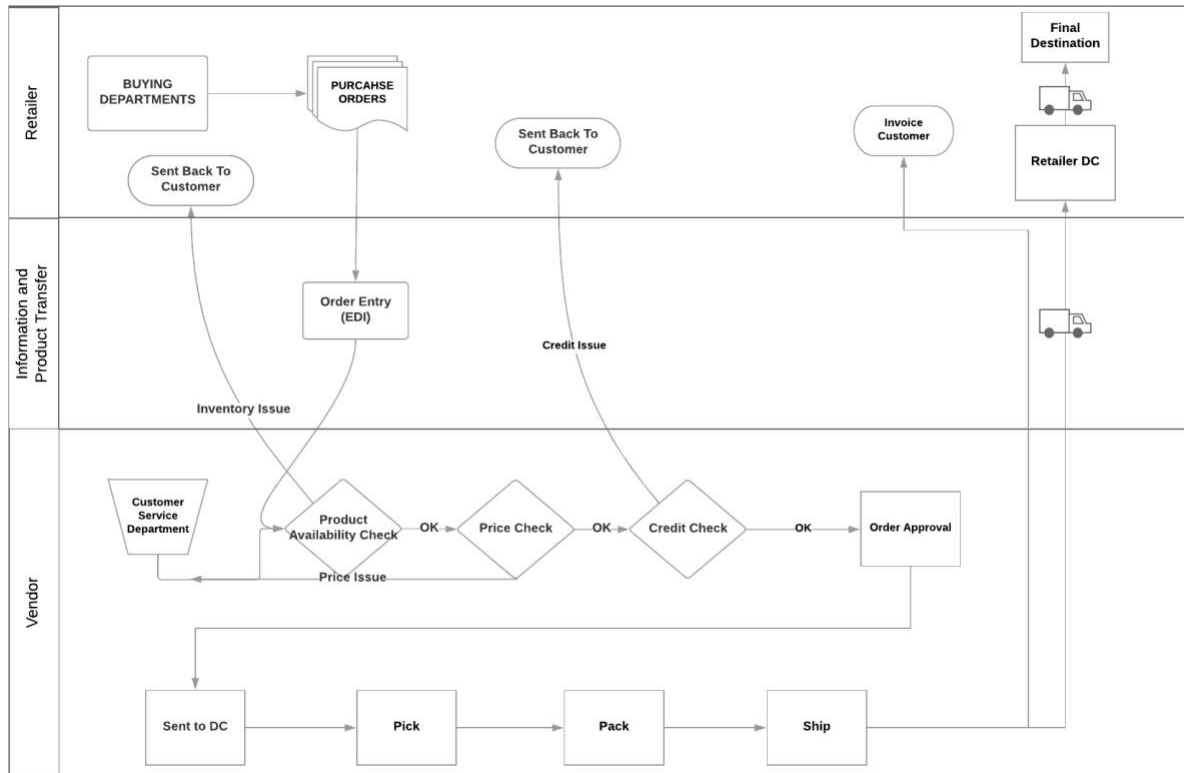 Retailer
Final
Destination
BUYING
DEPARTMENTS
PURCAHSE
ORDERS
Invoice
Customer
Sent Back To
Customer
Retailer DC
Sent Back To
Customer
Information and
Product Transfer
Order Entry
(EDI)
Credit Issue
Inventory Issue
Vendor
Customer
Service
Department
Product
Availability Check
OK
Price Check
OK
Credit Check
OK
Order Approval
Price Issue
Sent to DC
Pick
Pack
Ship